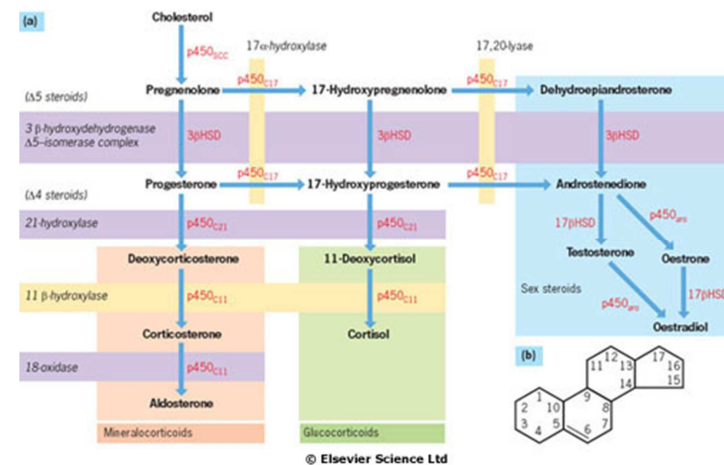 (a)
Cholesterol
p450SCC
17α-hydroxylase
17,20-lyase
p450C17
p450C17
(Δ5 steroids)
Pregnenolone
17-Hydroxypregnenolone
Dehydroepiandrosterone
3 β-hydroxydehydrogenase
Δ5–isomerase complex
3βHSD
3βHSD
3βHSD
p450C17
p450C17
(Δ4 steroids)
Progesterone
17-Hydroxyprogesterone
Androstenedione
21-hydroxylase
p450C21
p450C21
17βHSD
p450aro
Deoxycorticosterone
11-Deoxycortisol
Testosterone
Oestrone
Sex steroids
11 β-hydroxylase
p450C11
p450C11
p450aro
17βHSD
Corticosterone
Cortisol
Oestradiol
18-oxidase
p450C11
Aldosterone
Mineralocorticoids
Glucocorticoids
(b)
12
17
11
13
16
14
15
1
9
2
10
8
3
5
7
4
6
© Elsevier Science Ltd